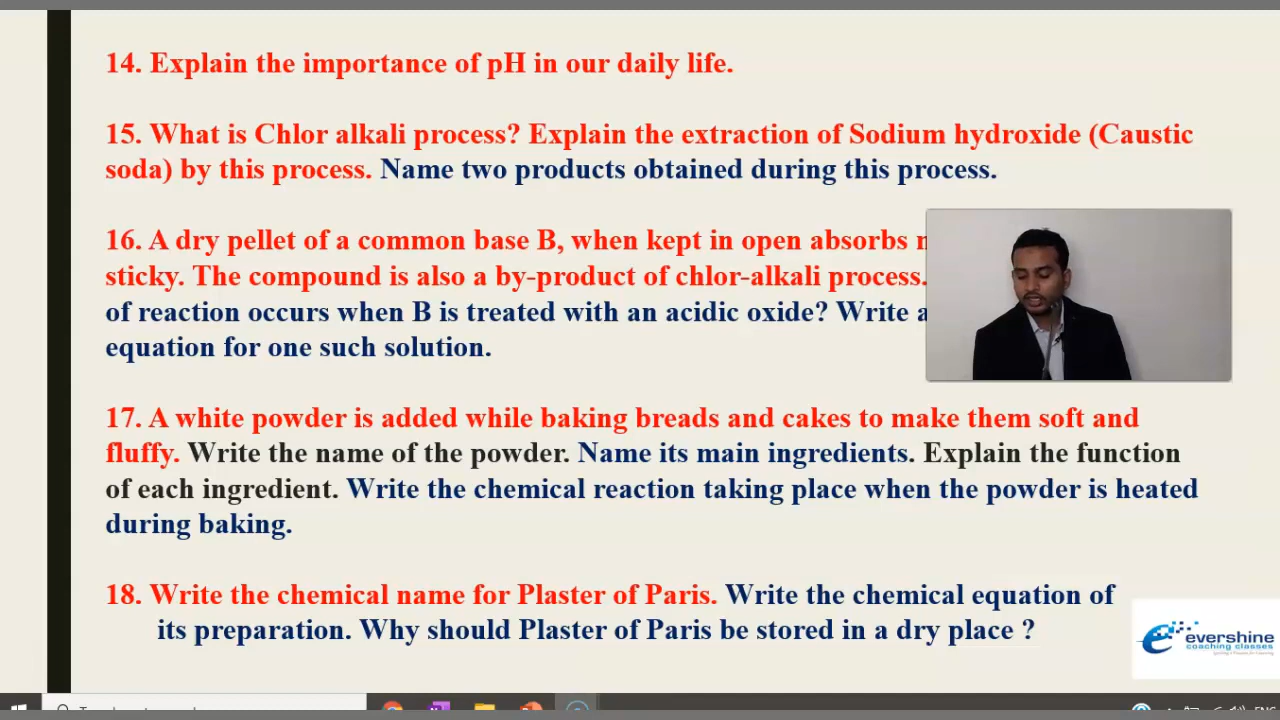 14. Explain the importance of pH in our daily life.
15. What is Chlor alkali process? Explain the extraction of Sodium hydroxide (Caustic
soda) by this process. Name two products obtained during this process.
16. A dry pellet of a common base B, when kept in open absorbs
sticky. The compound is also a by-product of chlor-alkali process.
of reaction occurs when B is treated with an acidic oxide? Write a
equation for one such solution.
17. A white powder is added while baking breads and cakes to make them soft and
fluffy. Write the name of the powder. Name its main ingredients. Explain the function
of each ingredient. Write the chemical reaction taking place when the powder is heated
during baking.
18. Write the chemical name for Plaster of Paris. Write the chemical equation of
its preparation. Why should Plaster of Paris be stored in a dry place ?
evershine
coaching classes